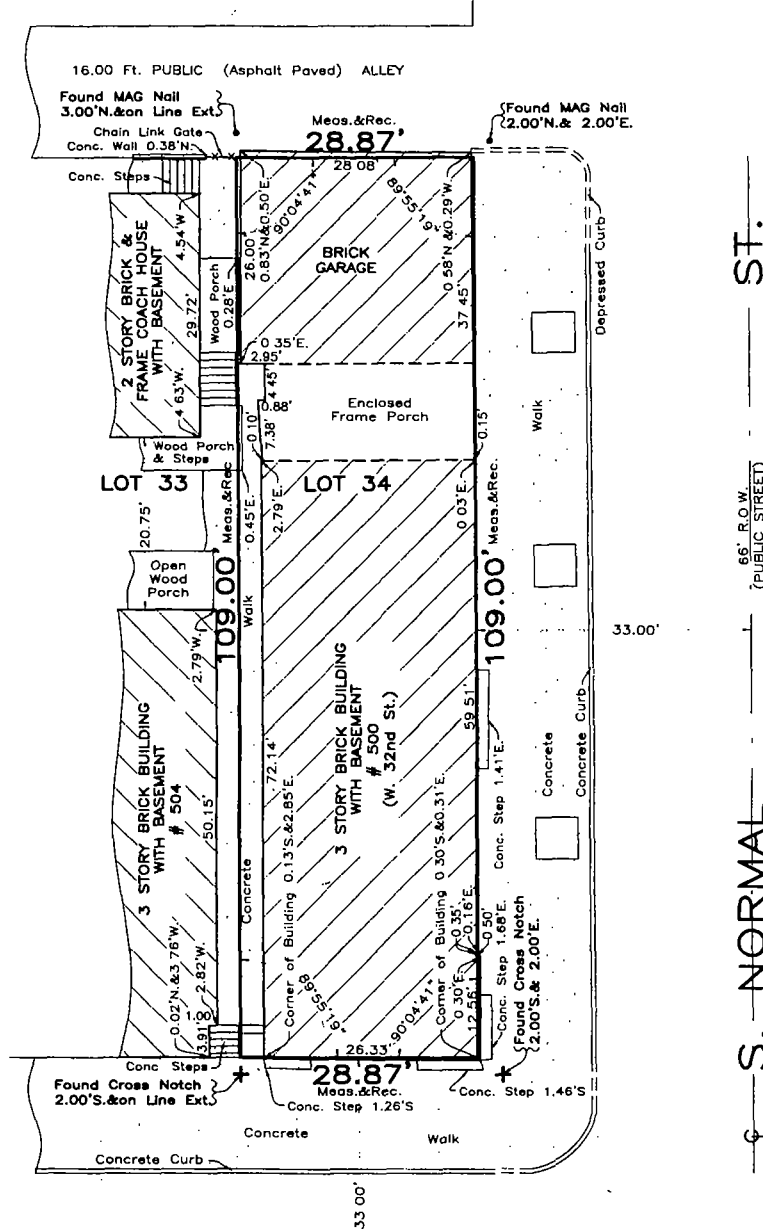 16.00 Ft. PUBLIC (Asphalt Paved) ALLEY
Found MAG Nail
3.00'N.&on Line Ext.
Chain Link Gate
Conc. Wall 0.38'N
Conc. Steps
Meas.&Rec.
28.87'
28 08'
Found MAG Nail
2.00'N.& 2.00'E.
90°04'41"
89°55'19"
0.83'N&0.50'E.
26.00'
0 58'N &0.29'W.
37 45'
BRICK
GARAGE
4.54'W.
29.72'
4 63'W.
2 STORY BRICK &
FRAME COACH HOUSE
WITH BASEMENT
Wood Porch
0.28'E.
0 35'E.
2.95'
4 45'
0.88'
7.38'
0.10'
Enclosed
Frame Porch
0.15'
Depressed Curb
Walk
Wood Porch
& Steps
LOT 33
LOT 34
Meas.&Rec.
109.00'
0.45'E.
2.79'E.
0 03'E.
Meas.&Rec.
109.00'
20.75'
Open
Wood
Porch
2.79'W.
Walk
33.00'
66' R.O.W.
(PUBLIC STREET)
S. NORMAL ST.
3 STORY BRICK BUILDING
WITH BASEMENT
# 504
50.15'
3 STORY BRICK BUILDING
WITH BASEMENT
# 500
(W. 32nd St.)
72.14'
59 51'
Conc. Step 1.41'E.
Concrete
Concrete Curb
Concrete
Corner of Building 0.13'S.&2.85'E.
Corner of Building 0.30'S&0.31'E.
0.35'
0.16'E.
0 50'
0 30'E.
12.56'
Conc. Step 1.68'E.
0.02'N.&3 76'W.
2.82'W.
1.00'
3.91'
89°55'19"
90°04'41"
Found Cross Notch
2.00'S.& 2.00'E.
26.33'
28.87'
Meas.&Rec.
Conc Steps
Found Cross Notch
2.00'S.&on Line Ext.
Conc. Step 1.26'S
Conc. Step 1.46'S
Concrete
Walk
Concrete Curb
33 00'